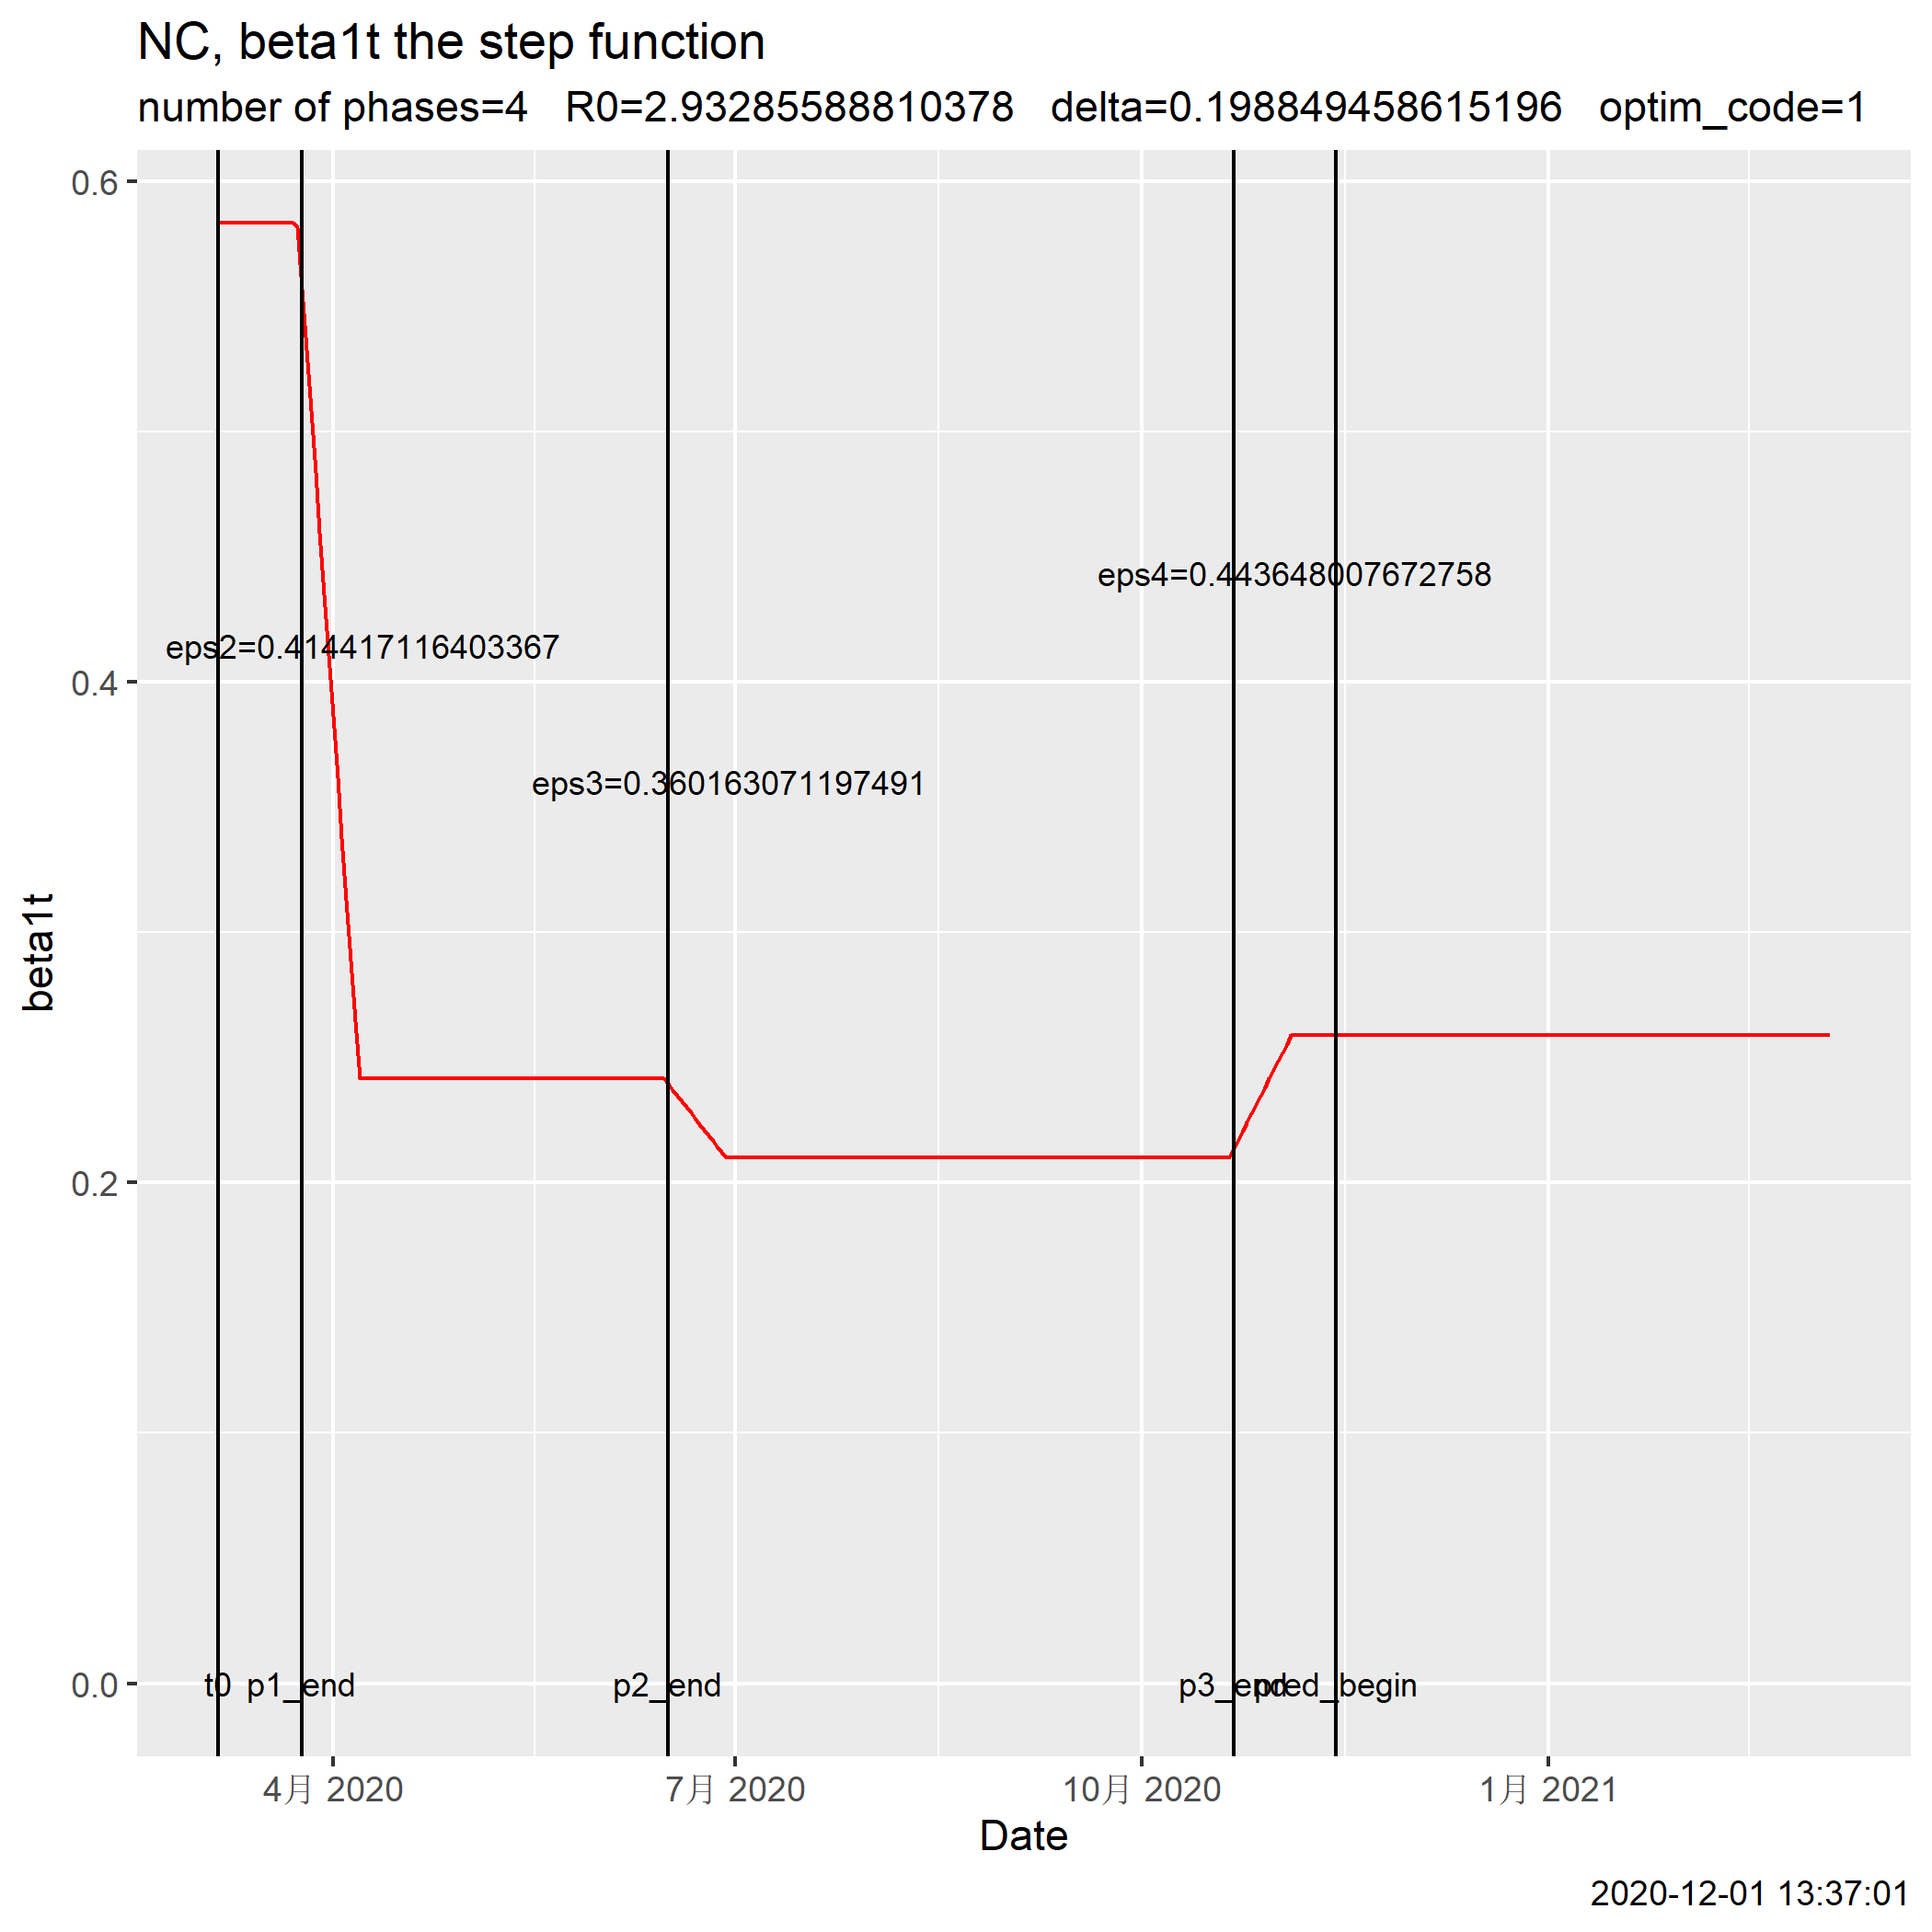 NC, beta1t the step function
number of phases=4 R0=2.93285588810378 delta=0.198849458615196 optim_code=1
0.6
eps4=0.443648007672758
eps2=0.414417116403367
0.4
eps3=0.360163071197491
beta1t
0.2
0.0
t0 p1_end p2_end p3_end pred_begin
4月 2020 7月 2020 10月 2020 1月 2021
Date
2020-12-01 13:37:01